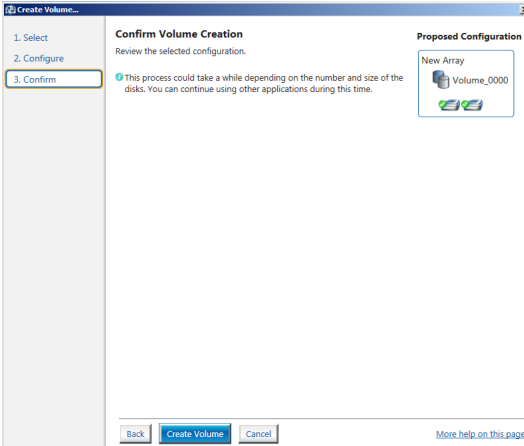 Create Volume...
1. Select
2. Configure
3. Confirm
Confirm Volume Creation
Review the selected configuration.
This process could take a while depending on the number and size of the
disks. You can continue using other applications during this time.
Proposed Configuration
New Array
Volume_0000
Back
Create Volume
Cancel
More help on this page